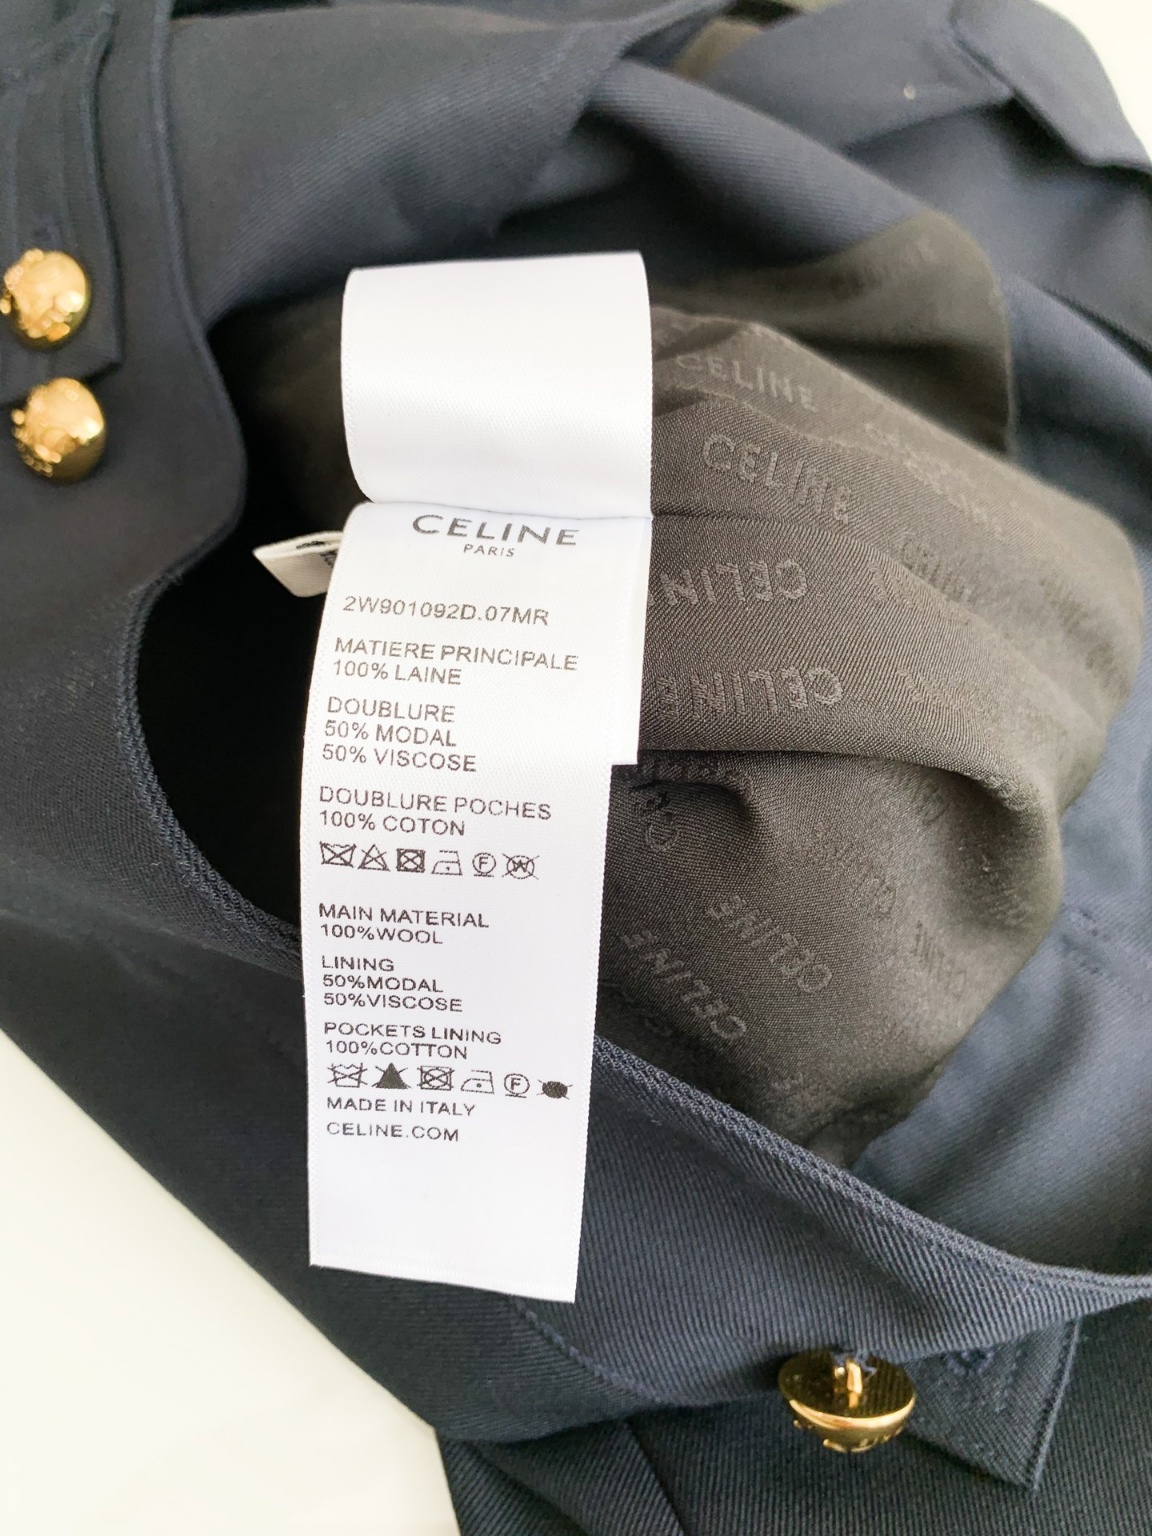 CELINE
PARIS
2W901092D.07MR
MATIERE PRINCIPALE
100% LAINE
DOUBLURE
50% MODAL
50% VISCOSE
DOUBLURE POCHES
100% COTON
MAIN MATERIAL
100%WOOL
LINING
50%MODAL
50%VISCOSE
POCKETS LINING
100%COTTON
MADE IN ITALY
CELINE.COM
CELINE
CELINE
CELINE
CELINE
CELINE
CELINE